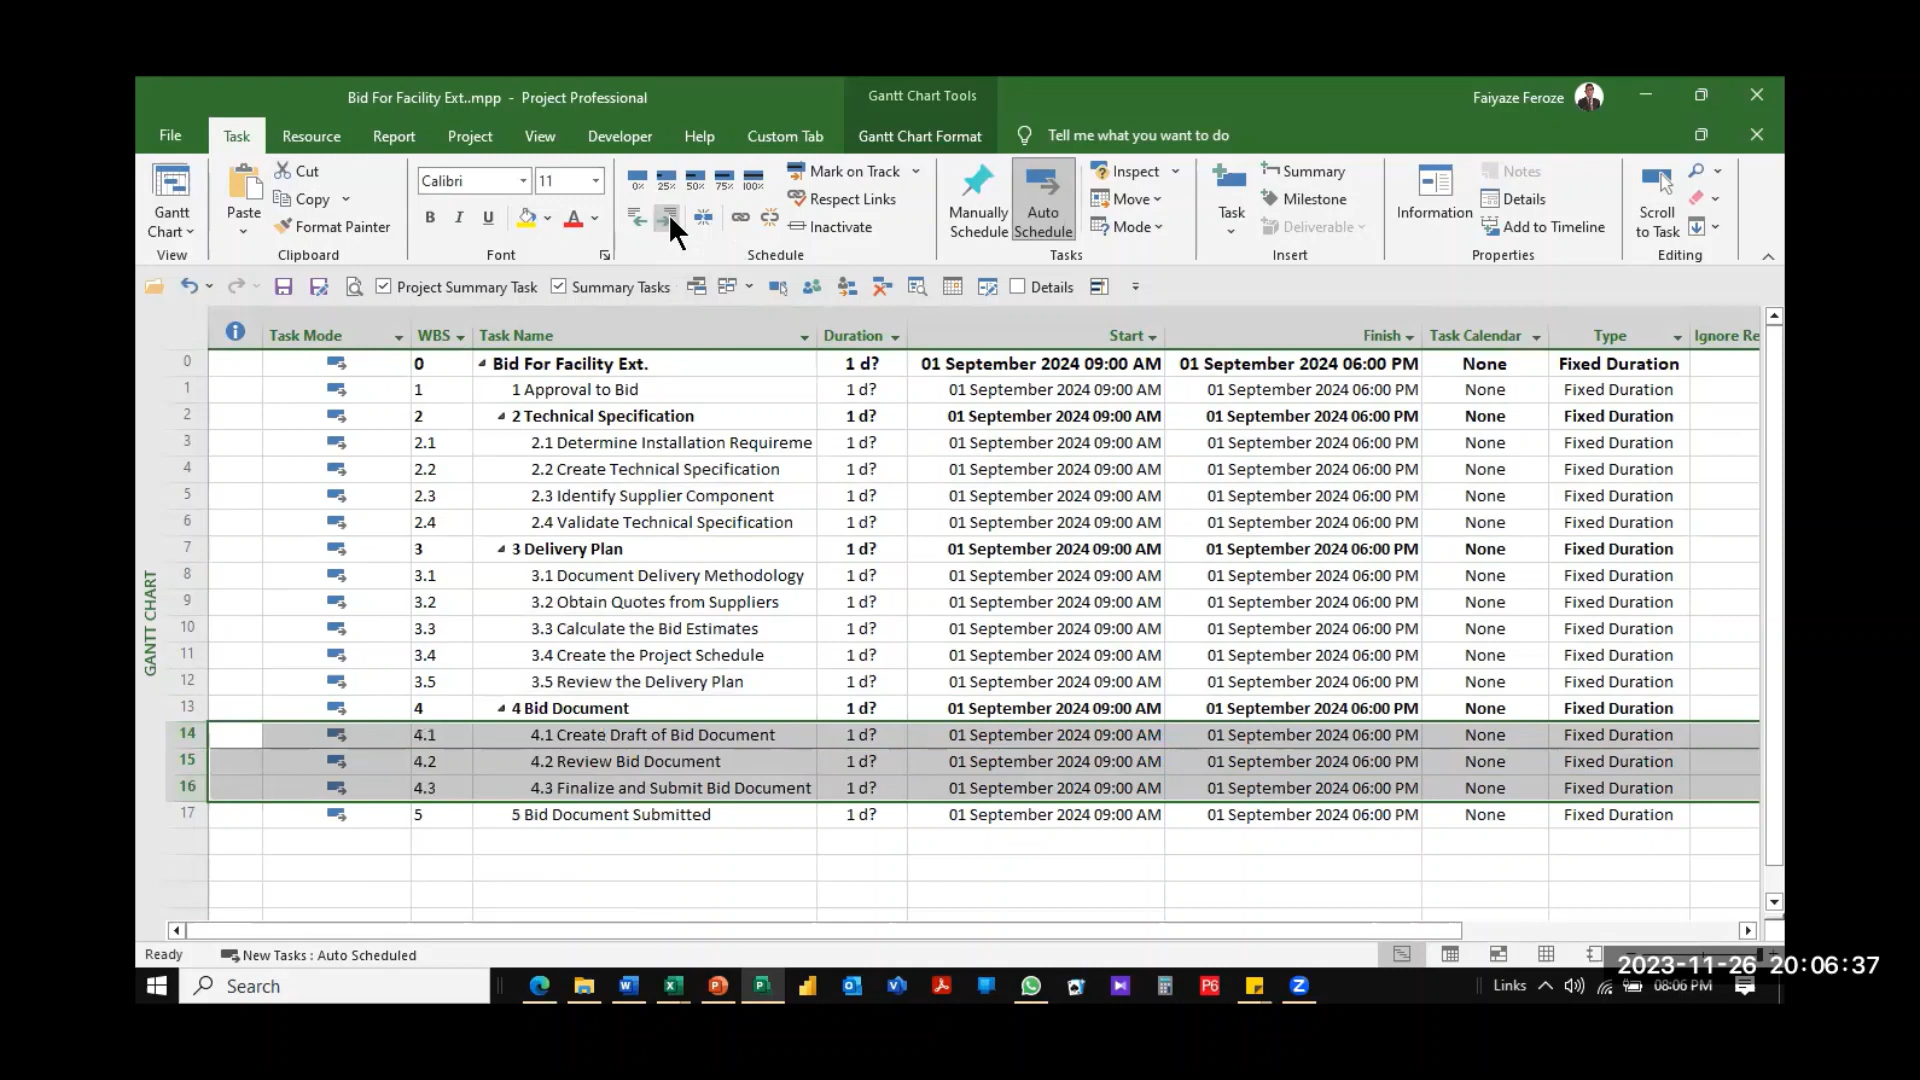 Bid For Facility Ext..mpp - Project Professional
Gantt Chart Tools
Faiyaze Feroze
File Task Resource Report Project View Developer Help Custom Tab Gantt Chart Format Tell me what you want to do
Gantt Chart
View
Paste
Cut
Copy
Format Painter
Clipboard
Calibri 11
B I U A
Font
0% 25% 50% 75% 100%
Mark on Track
Respect Links
Inactivate
Schedule
Manually Schedule
Auto Schedule
Inspect
Move
Mode
Tasks
Task
Summary
Milestone
Deliverable
Insert
Information
Notes
Details
Add to Timeline
Properties
Scroll to Task
Editing
Project Summary Task Summary Tasks Details
Task Mode WBS Task Name Duration Start Finish Task Calendar Type Ignore Re
0 0 Bid For Facility Ext. 1 d? 01 September 2024 09:00 AM 01 September 2024 06:00 PM None Fixed Duration
1 1 1 Approval to Bid 1 d? 01 September 2024 09:00 AM 01 September 2024 06:00 PM None Fixed Duration
2 2 2 Technical Specification 1 d? 01 September 2024 09:00 AM 01 September 2024 06:00 PM None Fixed Duration
3 2.1 2.1 Determine Installation Requireme 1 d? 01 September 2024 09:00 AM 01 September 2024 06:00 PM None Fixed Duration
4 2.2 2.2 Create Technical Specification 1 d? 01 September 2024 09:00 AM 01 September 2024 06:00 PM None Fixed Duration
5 2.3 2.3 Identify Supplier Component 1 d? 01 September 2024 09:00 AM 01 September 2024 06:00 PM None Fixed Duration
6 2.4 2.4 Validate Technical Specification 1 d? 01 September 2024 09:00 AM 01 September 2024 06:00 PM None Fixed Duration
7 3 3 Delivery Plan 1 d? 01 September 2024 09:00 AM 01 September 2024 06:00 PM None Fixed Duration
8 3.1 3.1 Document Delivery Methodology 1 d? 01 September 2024 09:00 AM 01 September 2024 06:00 PM None Fixed Duration
9 3.2 3.2 Obtain Quotes from Suppliers 1 d? 01 September 2024 09:00 AM 01 September 2024 06:00 PM None Fixed Duration
10 3.3 3.3 Calculate the Bid Estimates 1 d? 01 September 2024 09:00 AM 01 September 2024 06:00 PM None Fixed Duration
11 3.4 3.4 Create the Project Schedule 1 d? 01 September 2024 09:00 AM 01 September 2024 06:00 PM None Fixed Duration
12 3.5 3.5 Review the Delivery Plan 1 d? 01 September 2024 09:00 AM 01 September 2024 06:00 PM None Fixed Duration
13 4 4 Bid Document 1 d? 01 September 2024 09:00 AM 01 September 2024 06:00 PM None Fixed Duration
14 4.1 4.1 Create Draft of Bid Document 1 d? 01 September 2024 09:00 AM 01 September 2024 06:00 PM None Fixed Duration
15 4.2 4.2 Review Bid Document 1 d? 01 September 2024 09:00 AM 01 September 2024 06:00 PM None Fixed Duration
16 4.3 4.3 Finalize and Submit Bid Document 1 d? 01 September 2024 09:00 AM 01 September 2024 06:00 PM None Fixed Duration
17 5 5 Bid Document Submitted 1 d? 01 September 2024 09:00 AM 01 September 2024 06:00 PM None Fixed Duration
GANTT CHART
Ready New Tasks : Auto Scheduled
2023-11-26 20:06:37
Search
P6
Links
08:06 PM